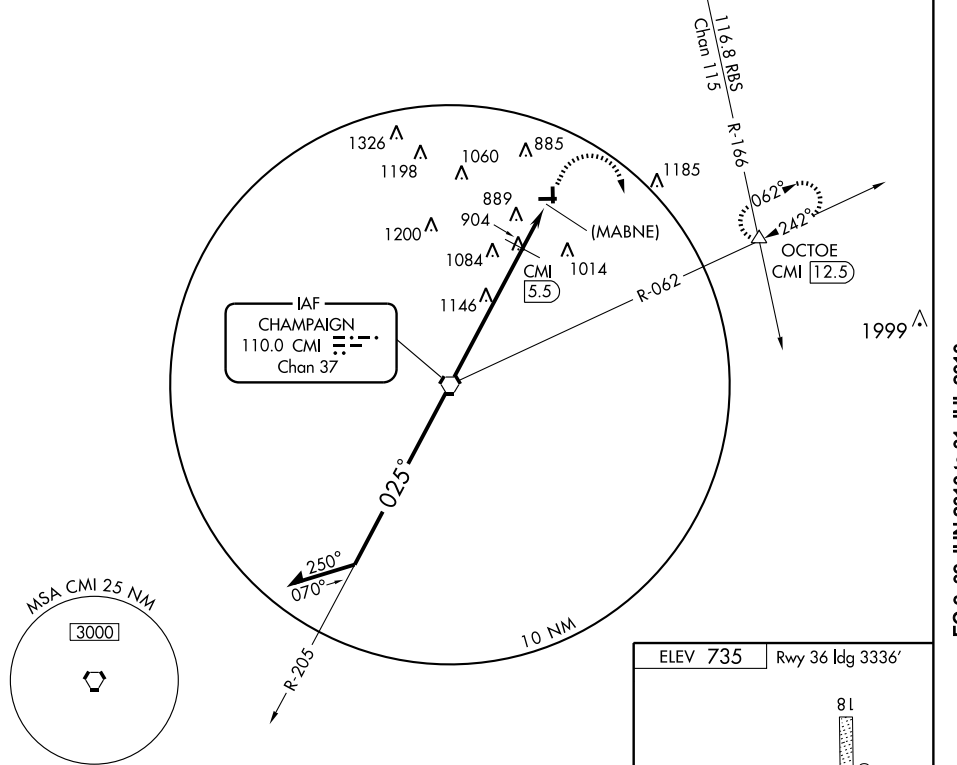 116.8 RBS
Chan 115
R-166
1326
1198
1060
885
1185
889
904
1200
1084
1014
1146
(MABNE)
CMI
5.5
062°
242°
OCTOE
CMI 12.5
R-062
1999
IAF
CHAMPAIGN
110.0 CMI
Chan 37
025°
250°
070°
R-205
10 NM
MSA CMI 25 NM
3000
ELEV 735
Rwy 36 ldg 3336'
18